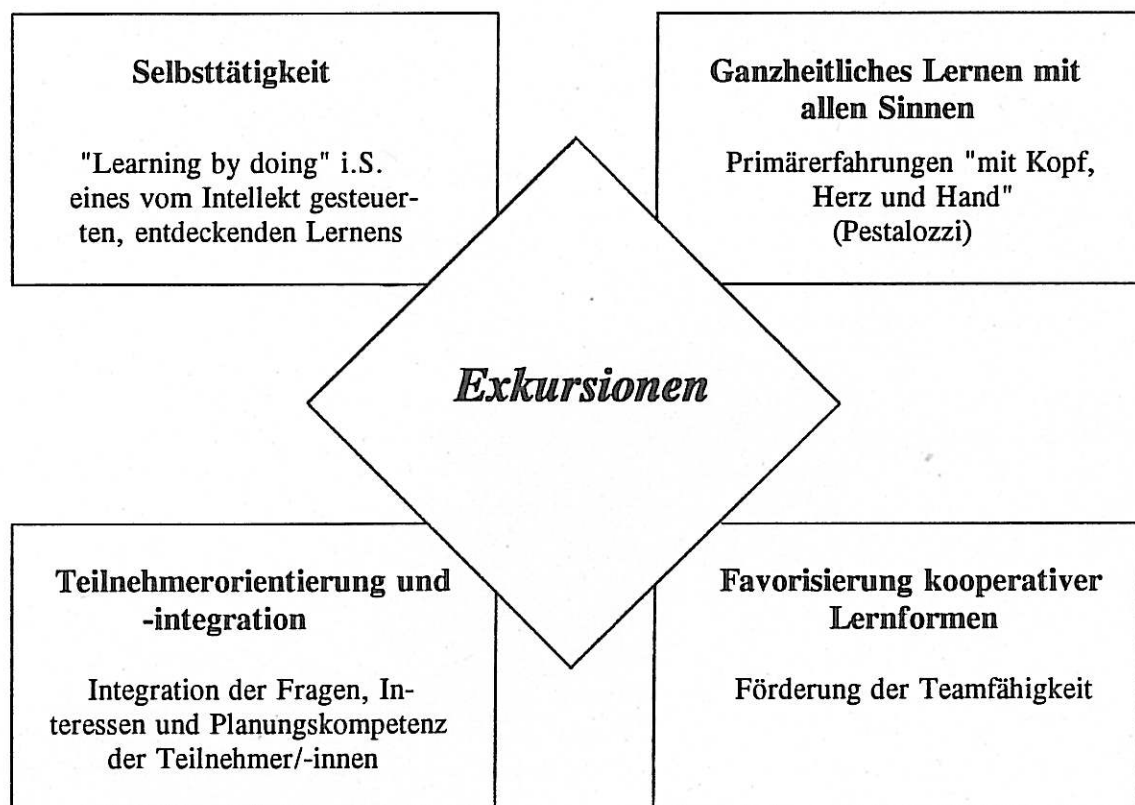 Selbsttätigkeit
"Learning by doing" i.S.
eines vom Intellekt gesteuer-
ten, entdeckenden Lernens
Ganzheitliches Lernen mit
allen Sinnen
Primärerfahrungen "mit Kopf,
Herz und Hand"
(Pestalozzi)
Exkursionen
Teilnehmerorientierung und
-integration
Integration der Fragen, In-
teressen und Planungskompetenz
der Teilnehmer/-innen
Favorisierung kooperativer
Lernformen
Förderung der Teamfähigkeit